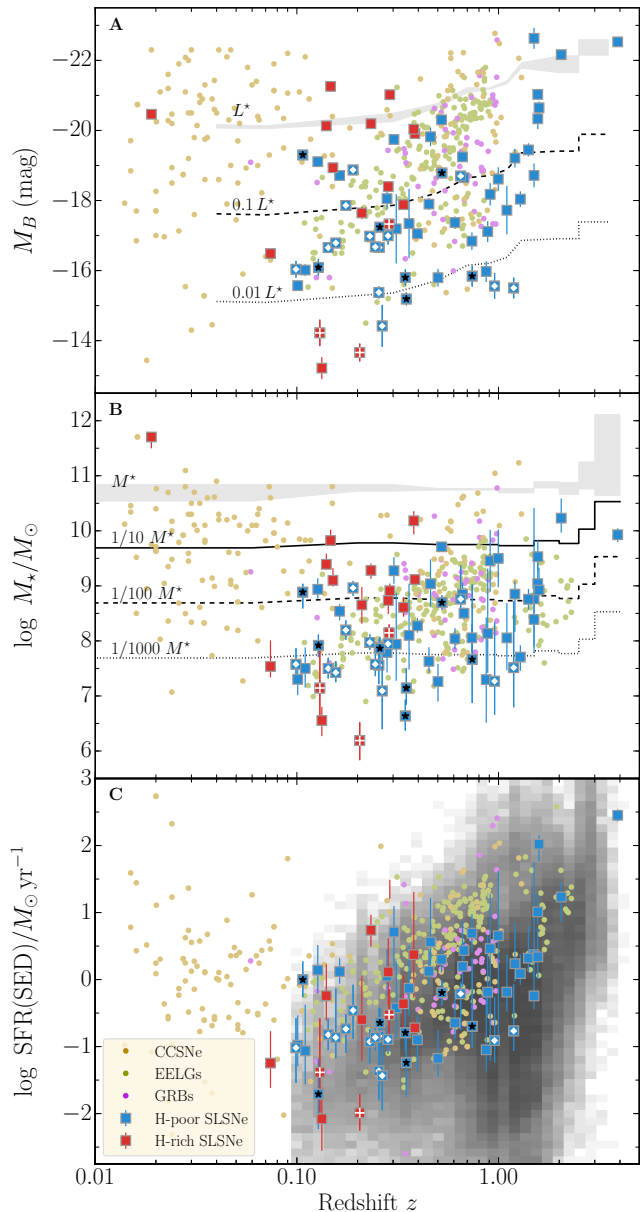 A
−22
−20
−18
−16
−14
M_B (mag)
L⋆
0.1 L⋆
0.01 L⋆
B
12
11
10
9
8
7
6
log M⋆/M⊙
M⋆
1/10 M⋆
1/100 M⋆
1/1000 M⋆
C
3
2
1
0
−1
−2
log SFR(SED)/M⊙ yr⁻¹
CCSNe
EELGs
GRBs
H-poor SLSNe
H-rich SLSNe
0.01
0.10
1.00
Redshift z